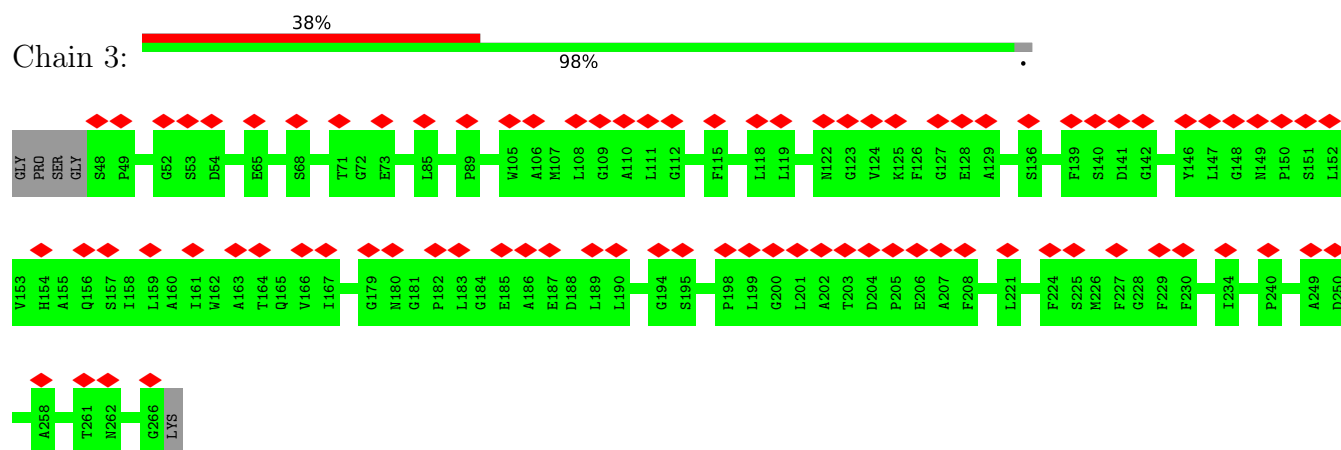 38%
Chain 3:
98%
.
GLY PRO SER GLY S48 P49 G52 S53 D54 E65 S68 T71 G72 E73 L85 P89 W105 A106 M107 L108 G109 A110 L111 G112 F115 L118 L119 N122 G123 V124 K125 F126 G127 E128 A129 S136 F139 S140 D141 G142 Y146 L147 G148 N149 P150 S151 L152
V153 H154 A155 Q156 S157 I158 L159 A160 I161 W162 A163 T164 Q165 V166 I167 G179 N180 G181 P182 L183 G184 E185 A186 E187 D188 L189 L190 G194 S195 P198 L199 G200 L201 A202 T203 D204 P205 E206 A207 F208 L221 F224 S225 M226 F227 G228 F229 F230 I234 P240 A249 D250
A258 T261 N262 G266 LYS